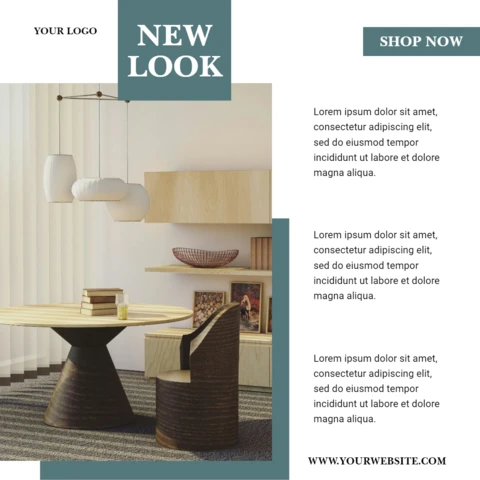 YOUR LOGO
NEW
LOOK
SHOP NOW
Lorem ipsum dolor sit amet,
consectetur adipiscing elit,
sed do eiusmod tempor
incididunt ut labore et dolore
magna aliqua.
Lorem ipsum dolor sit amet,
consectetur adipiscing elit,
sed do eiusmod tempor
incididunt ut labore et dolore
magna aliqua.
Lorem ipsum dolor sit amet,
consectetur adipiscing elit,
sed do eiusmod tempor
incididunt ut labore et dolore
magna aliqua.
WWW.YOURWEBSITE.COM